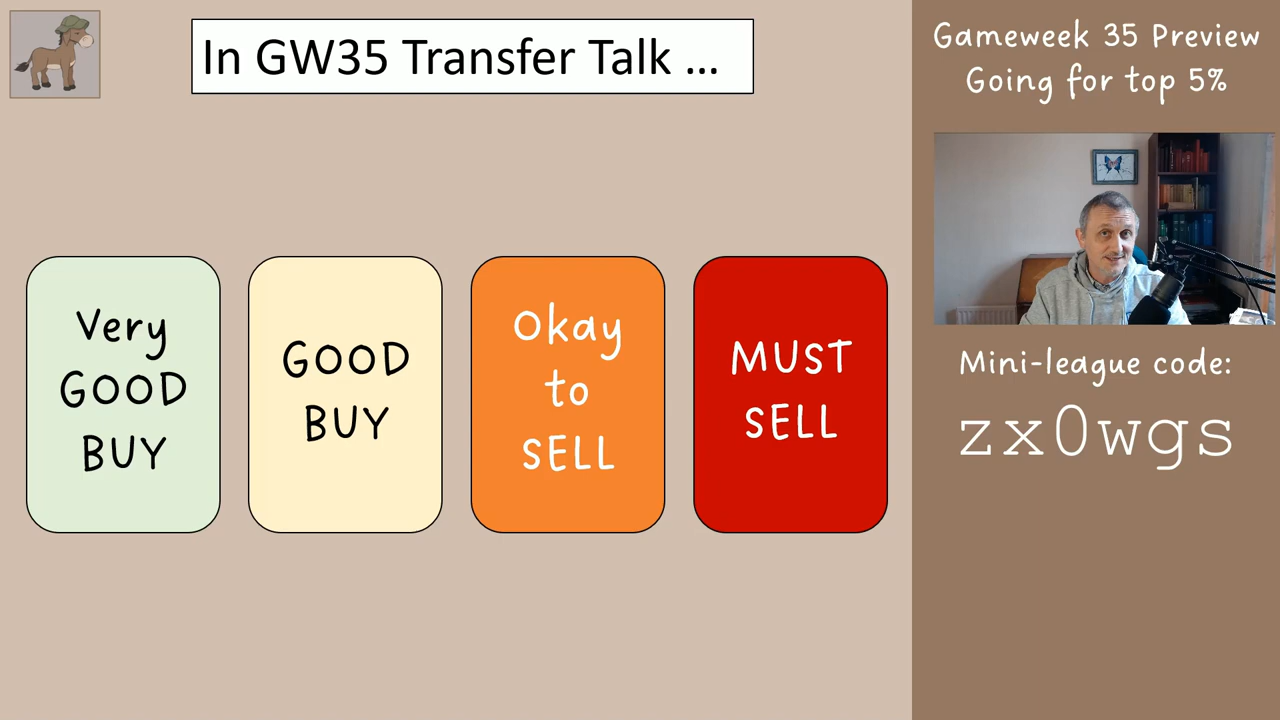 In GW35 Transfer Talk ...
Gameweek 35 Preview
Going for top 5%
Very
GOOD
BUY
GOOD
BUY
Okay
to
SELL
MUST
SELL
Mini-league code:
zx0wgs